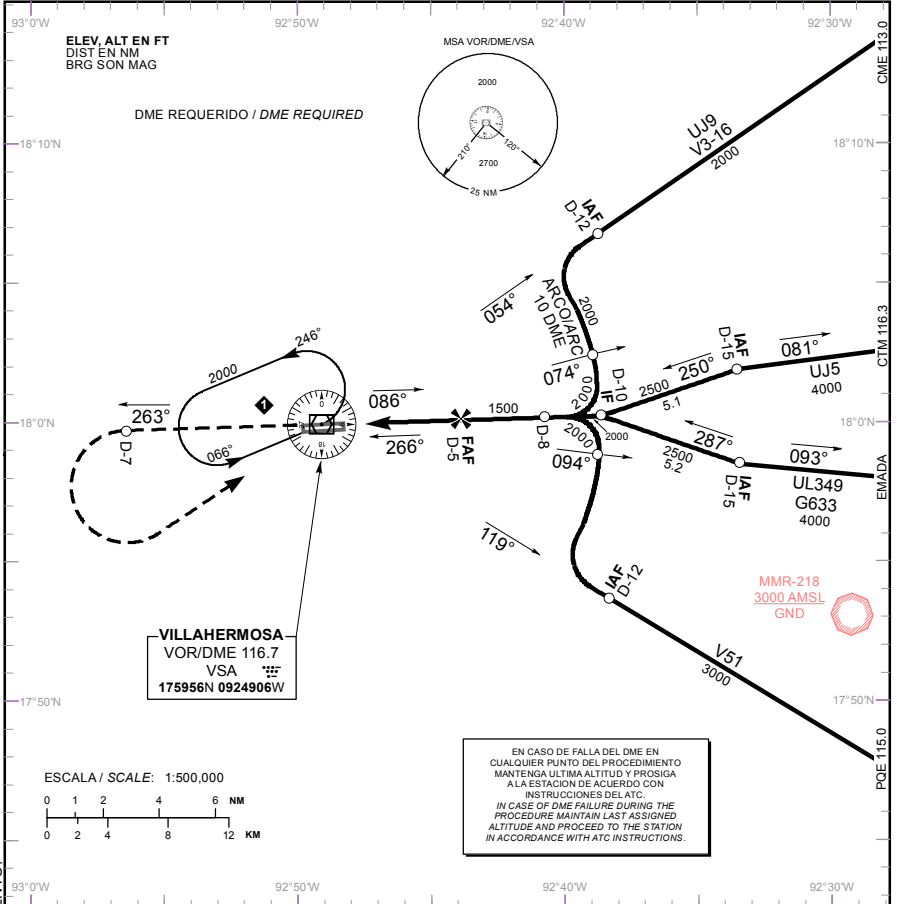 93°0'W
92°50'W
92°40'W
92°30'W
ELEV, ALT EN FT
DIST EN NM
BRG SON MAG
DME REQUERIDO / DME REQUIRED
MSA VOR/DME/VSA
2000
210°
120°
2700
25 NM
CME 113.0
18°10'N
18°10'N
UJ9
V3-16
2000
IAF
D-12
054°
ARCO/ARC
10 DME
2000
074°
D-10
IF
2000
2500
250°
5.1
D-15
IAF
081°
UJ5
4000
CTM 116.3
246°
2000
1
066°
263°
D-7
0
18
086°
266°
1500
FAF
D-5
D-8
2000
2000
094°
287°
2500
5.2
IAF
D-15
093°
UL349
G633
4000
EMADA
18°0'N
18°0'N
119°
IAF
D-12
V51
3000
MMR-218
3000 AMSL
GND
VILLAHERMOSA
VOR/DME 116.7
VSA
175956N 0924906W
17°50'N
17°50'N
PQE 115.0
ESCALA / SCALE: 1:500,000
0 1 2 4 6 NM
0 2 4 8 12 KM
EN CASO DE FALLA DEL DME EN
CUALQUIER PUNTO DEL PROCEDIMIENTO
MANTENGA ULTIMA ALTITUD Y PROSIGA
A LA ESTACION DE ACUERDO CON
INSTRUCCIONES DEL ATC.
IN CASE OF DME FAILURE DURING THE
PROCEDURE MAINTAIN LAST ASSIGNED
ALTITUDE AND PROCEED TO THE STATION
IN ACCORDANCE WITH ATC INSTRUCTIONS.
93°0'W
92°50'W
92°40'W
92°30'W